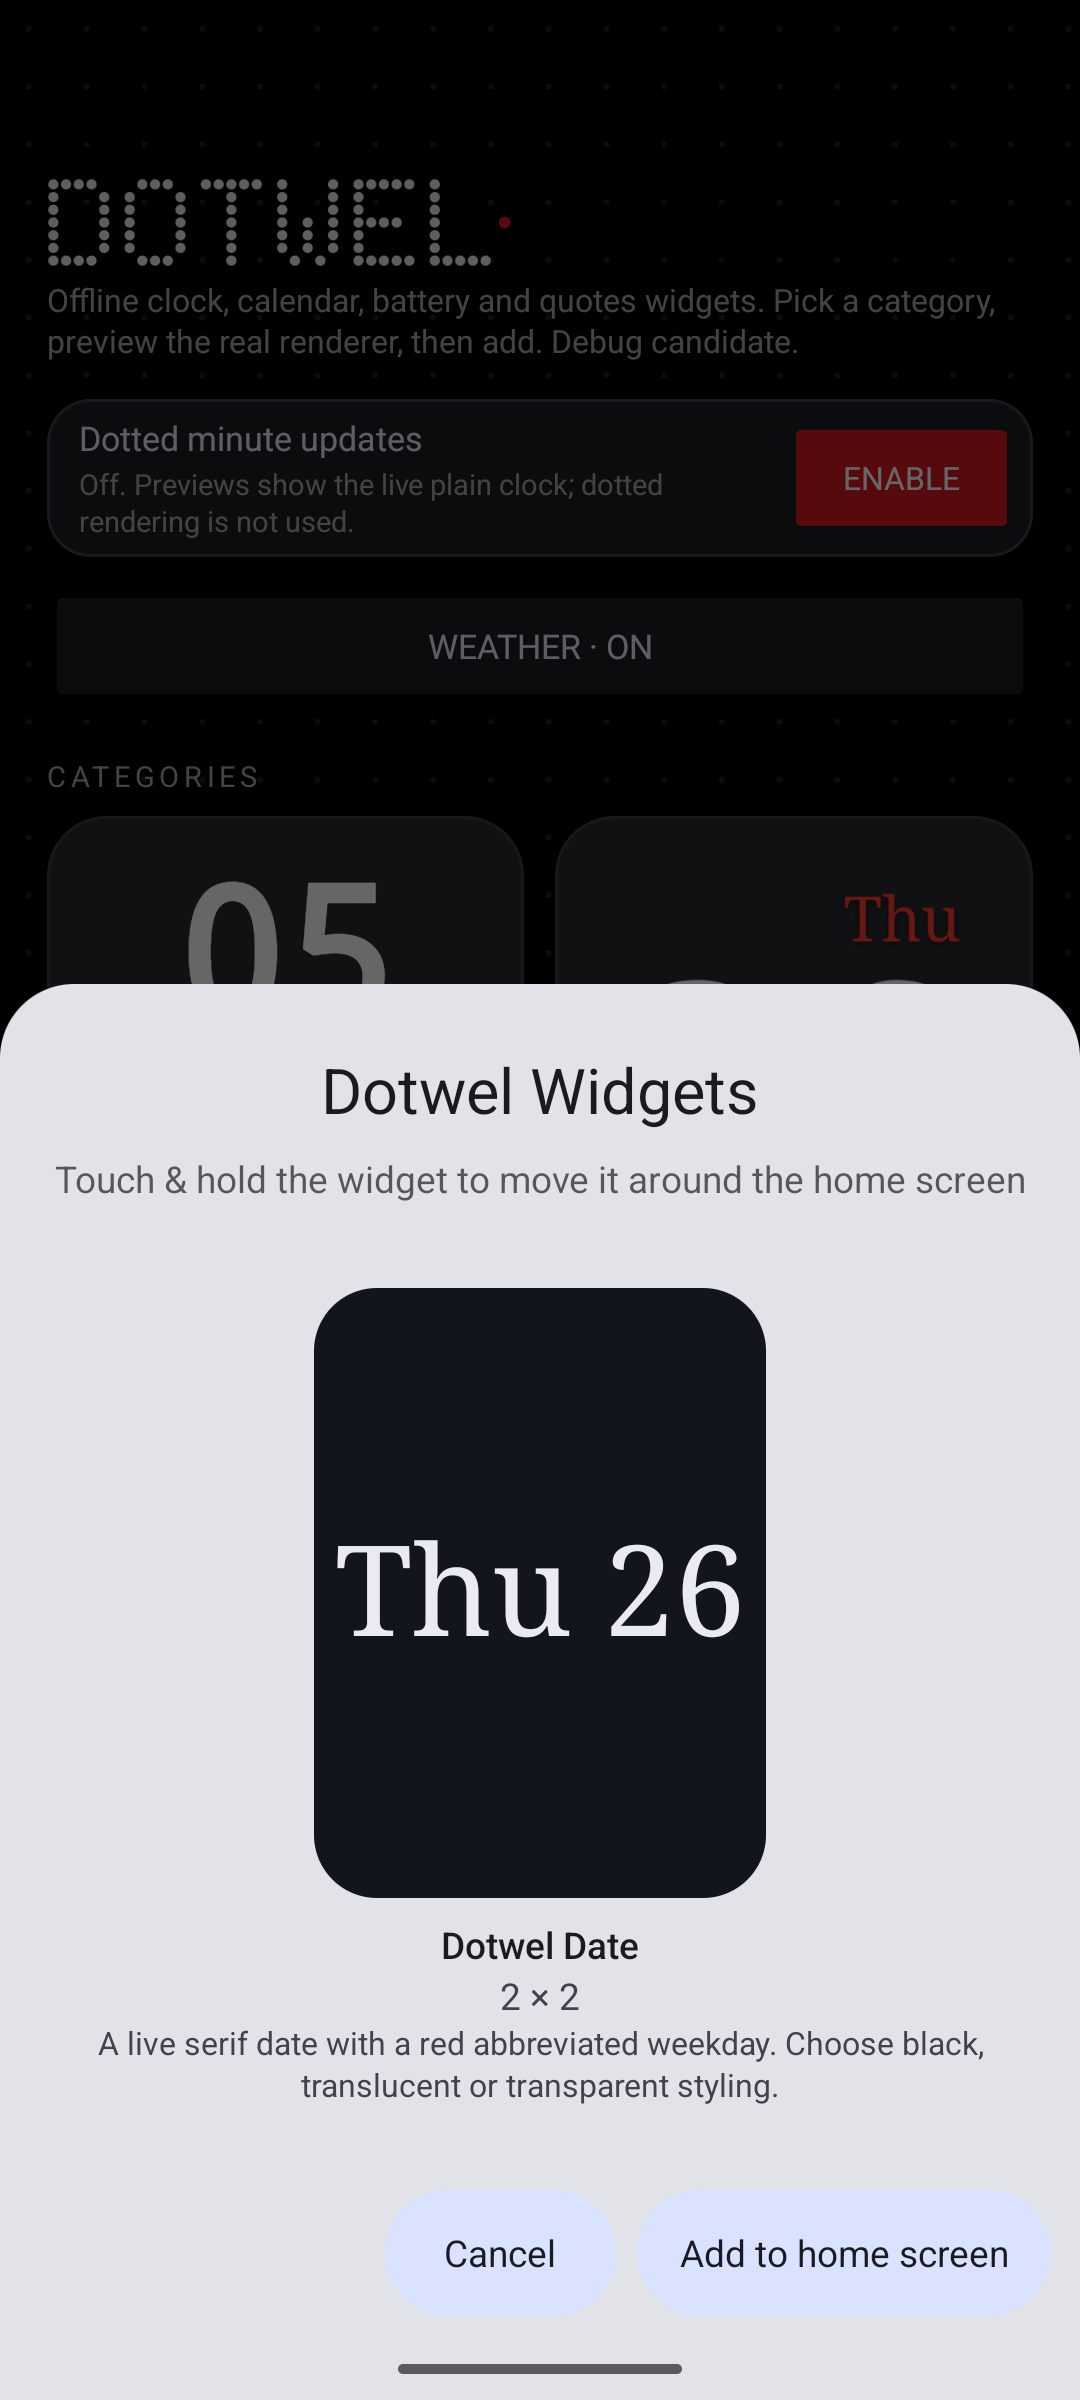 DOTWEL
Offline clock, calendar, battery and quotes widgets. Pick a category,
preview the real renderer, then add. Debug candidate.
Dotted minute updates
Off. Previews show the live plain clock; dotted
rendering is not used.
ENABLE
WEATHER · ON
CATEGORIES
05
Thu
Dotwel Widgets
Touch & hold the widget to move it around the home screen
Thu 26
Dotwel Date
2 × 2
A live serif date with a red abbreviated weekday. Choose black,
translucent or transparent styling.
Cancel
Add to home screen